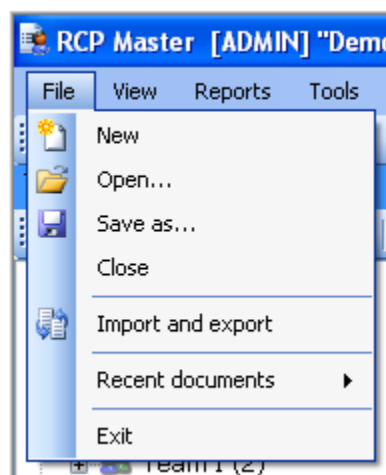 RCP Master [ADMIN] "Demo
File View Reports Tools
New
Open...
Save as...
Close
Import and export
Recent documents
Exit
Team 1 (2)